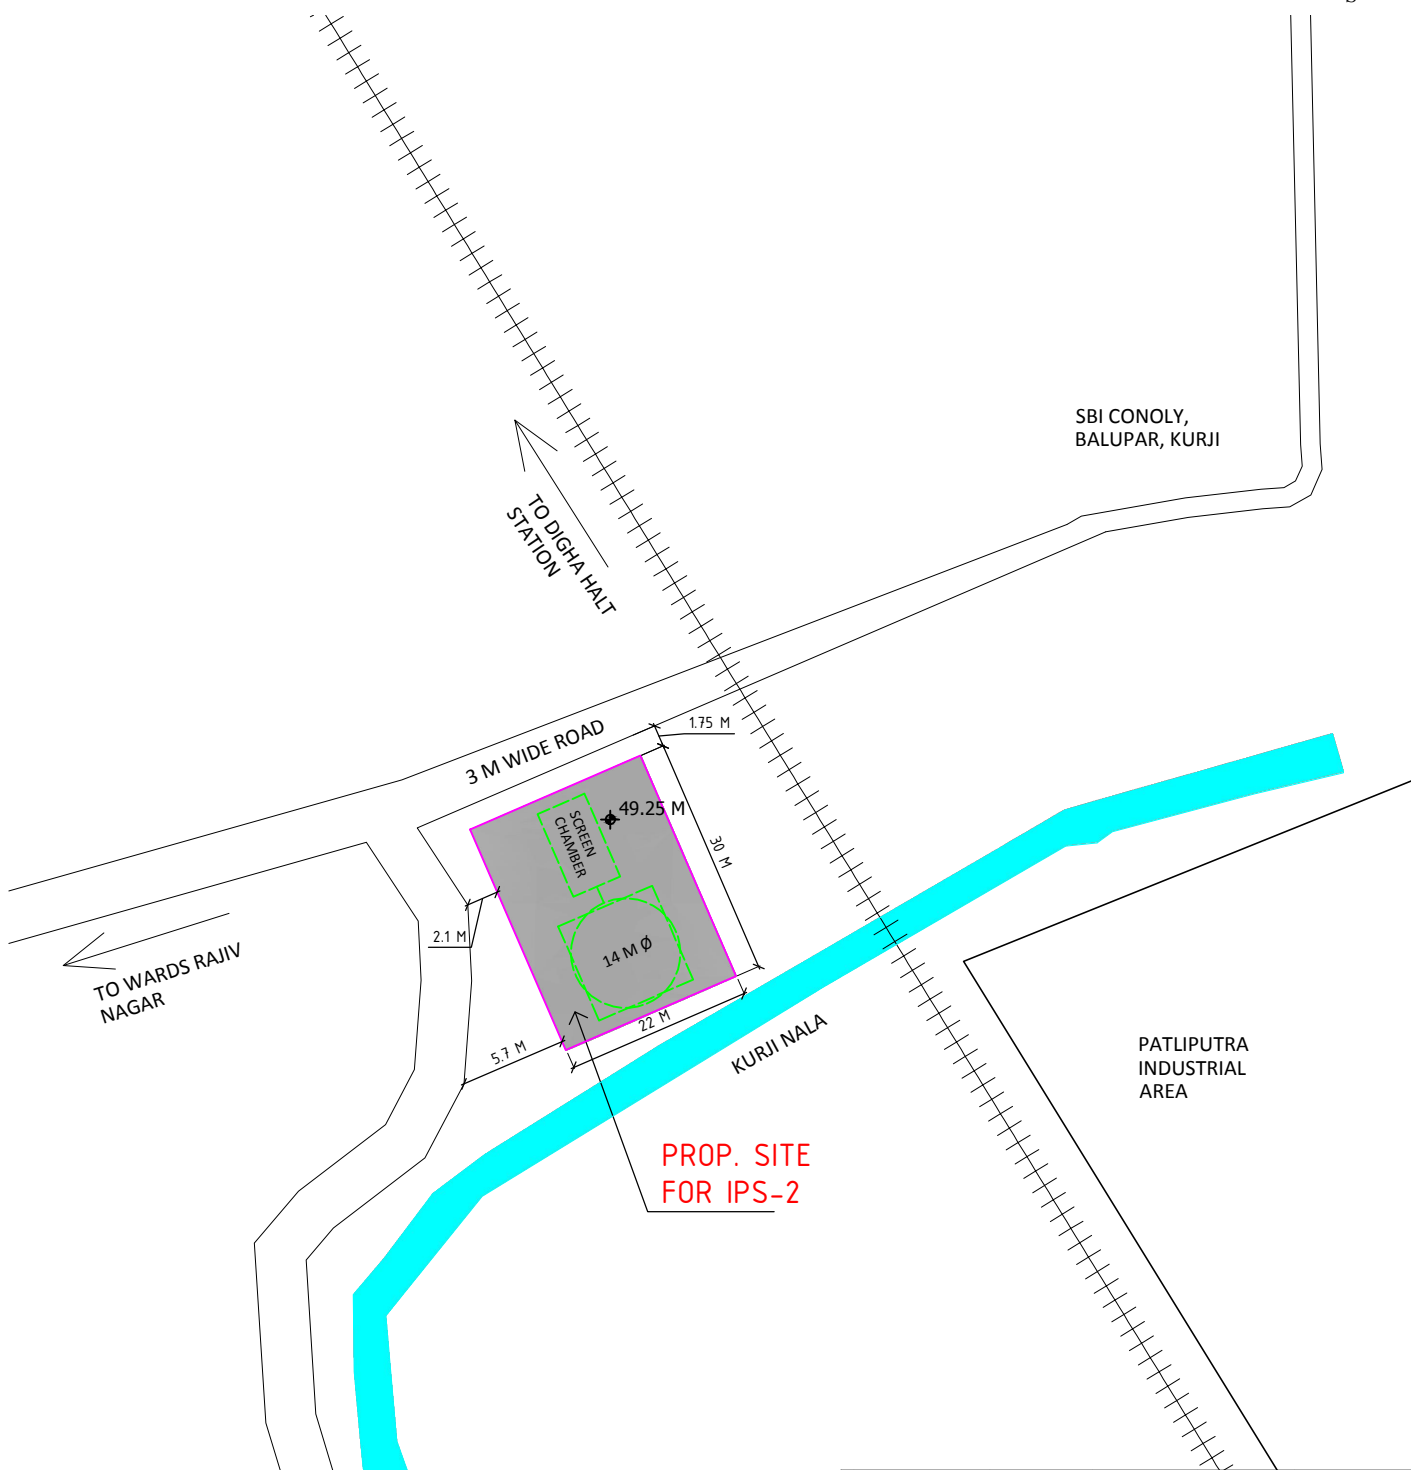 SBI CONOLY,
BALUPAR, KURJI
TO DIGHA HALT
STATION
1.75 M
3 M WIDE ROAD
49.25 M
SCREEN
CHAMBER
30 M
2.1 M
14 M Ø
TO WARDS RAJIV
NAGAR
22 M
5.7 M
KURJI NALA
PATLIPUTRA
INDUSTRIAL
AREA
PROP. SITE
FOR IPS-2